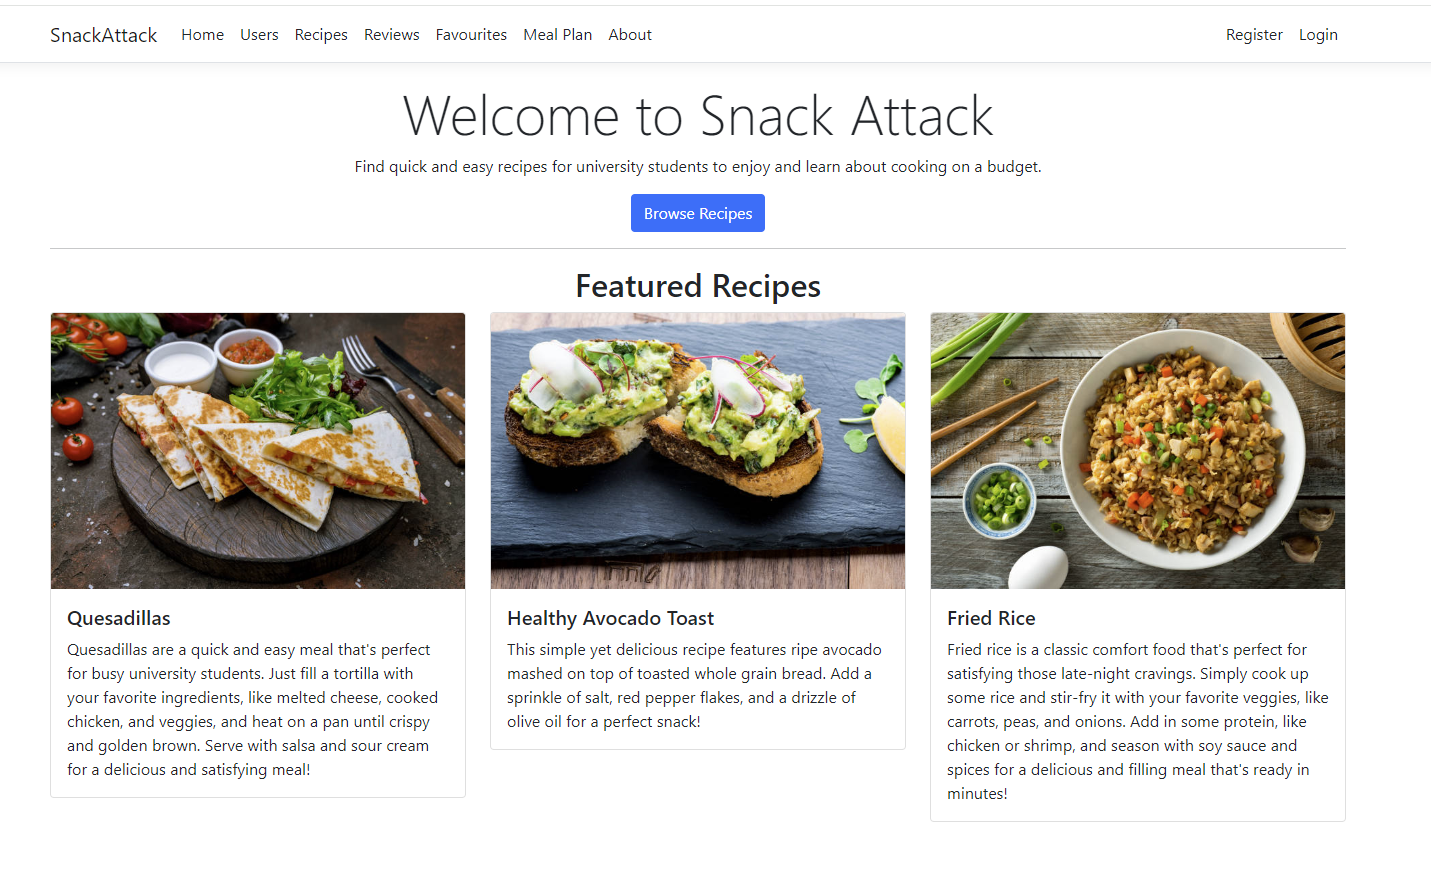 SnackAttack Home Users Recipes Reviews Favourites Meal Plan About Register Login
Welcome to Snack Attack
Find quick and easy recipes for university students to enjoy and learn about cooking on a budget.
Browse Recipes
Featured Recipes
Quesadillas
Quesadillas are a quick and easy meal that's perfect
for busy university students. Just fill a tortilla with
your favorite ingredients, like melted cheese, cooked
chicken, and veggies, and heat on a pan until crispy
and golden brown. Serve with salsa and sour cream
for a delicious and satisfying meal!
Healthy Avocado Toast
This simple yet delicious recipe features ripe avocado
mashed on top of toasted whole grain bread. Add a
sprinkle of salt, red pepper flakes, and a drizzle of
olive oil for a perfect snack!
Fried Rice
Fried rice is a classic comfort food that's perfect for
satisfying those late-night cravings. Simply cook up
some rice and stir-fry it with your favorite veggies, like
carrots, peas, and onions. Add in some protein, like
chicken or shrimp, and season with soy sauce and
spices for a delicious and filling meal that's ready in
minutes!